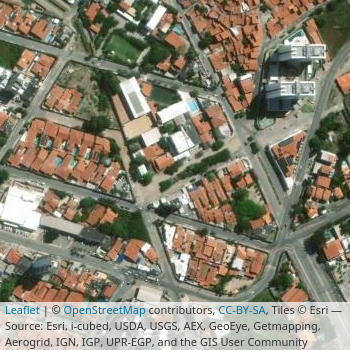 Leaflet | © OpenStreetMap contributors, CC-BY-SA, Tiles © Esri —
Source: Esri, i-cubed, USDA, USGS, AEX, GeoEye, Getmapping,
Aerogrid, IGN, IGP, UPR-EGP, and the GIS User Community